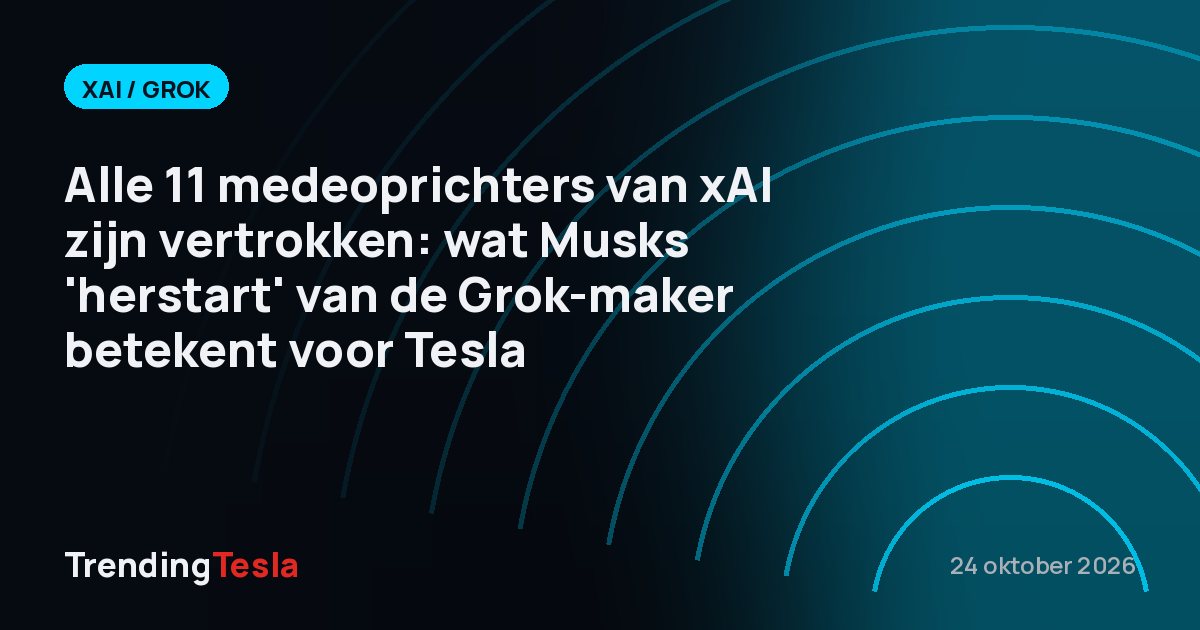 XAI / GROK
Alle 11 medeoprichters van xAI
zijn vertrokken: wat Musks
'herstart' van de Grok-maker
betekent voor Tesla
TrendingTesla
24 oktober 2026